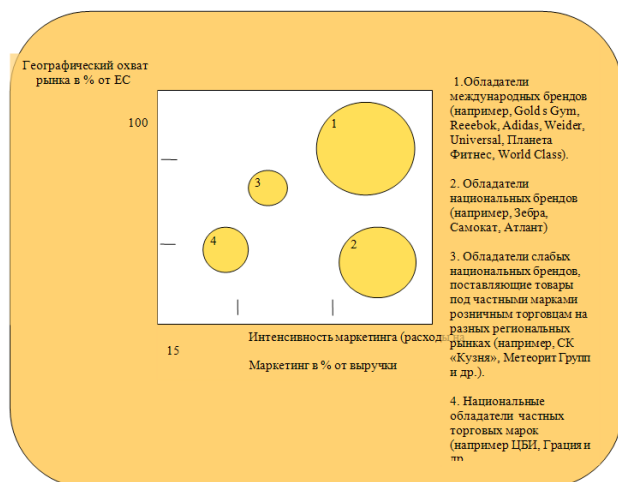 Географический охват
рынка в % от ЕС
100
1
3
4
2
15
Интенсивность маркетинга (расходы на
Маркетинг в % от выручки
1.Обладатели
международных брендов
(например, Gold s Gym,
Reeebok, Adidas, Weider,
Universal, Планета
Фитнес, World Class).
2. Обладатели
национальных брендов
(например, Зебра,
Самокат, Атлант)
3. Обладатели слабых
национальных брендов,
поставляющие товары
под частными марками
розничным торговцам на
разных региональных
рынках (например, СК
«Кузня», Метеорит Групп
и др.).
4. Национальные
обладатели частных
торговых марок
(например ЦБИ, Грация и